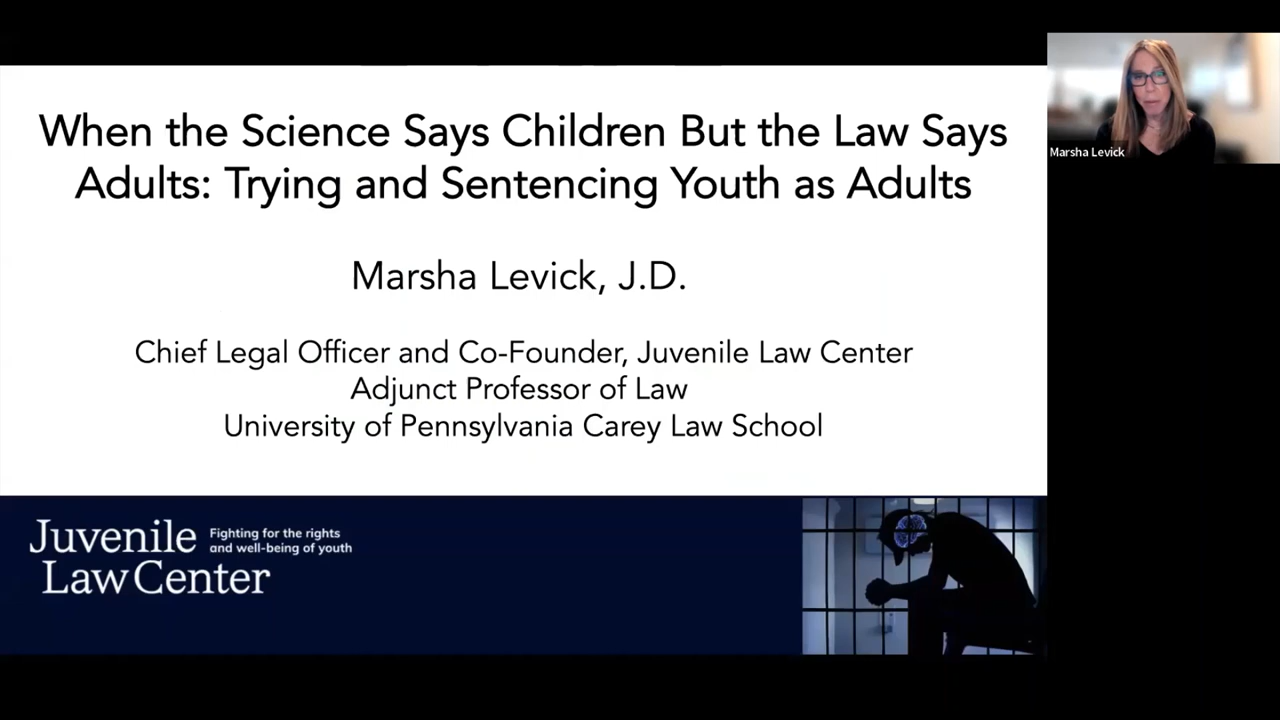 When the Science Says Children But the Law Says
Adults: Trying and Sentencing Youth as Adults
Marsha Levick, J.D.
Chief Legal Officer and Co-Founder, Juvenile Law Center
Adjunct Professor of Law
University of Pennsylvania Carey Law School
Juvenile
Law Center
Fighting for the rights
and well-being of youth
Marsha Levick